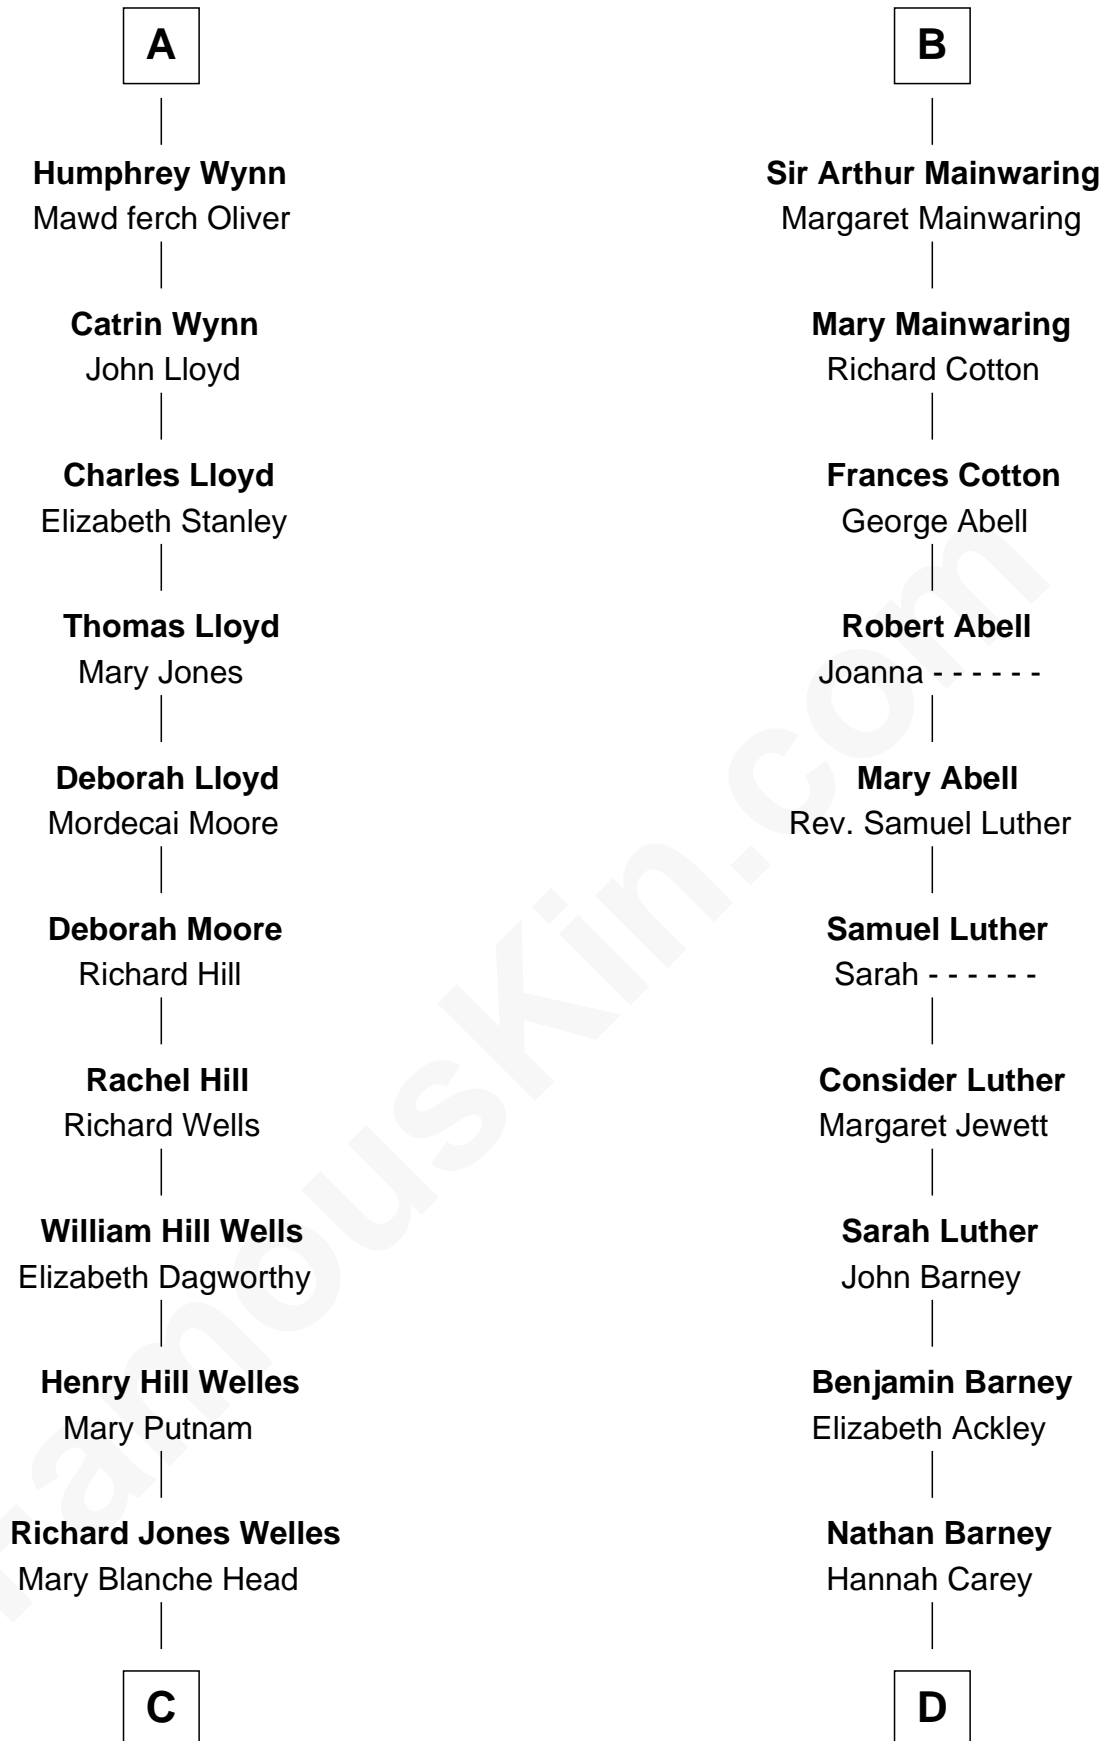 A
Humphrey Wynn
Mawd ferch Oliver
Catrin Wynn
John Lloyd
Charles Lloyd
Elizabeth Stanley
Thomas Lloyd
Mary Jones
Deborah Lloyd
Mordecai Moore
Deborah Moore
Richard Hill
Rachel Hill
Richard Wells
William Hill Wells
Elizabeth Dagworthy
Henry Hill Welles
Mary Putnam
Richard Jones Welles
Mary Blanche Head
C
B
Sir Arthur Mainwaring
Margaret Mainwaring
Mary Mainwaring
Richard Cotton
Frances Cotton
George Abell
Robert Abell
Joanna - - - - - -
Mary Abell
Rev. Samuel Luther
Samuel Luther
Sarah - - - - - -
Consider Luther
Margaret Jewett
Sarah Luther
John Barney
Benjamin Barney
Elizabeth Ackley
Nathan Barney
Hannah Carey
D
FamousKin.com